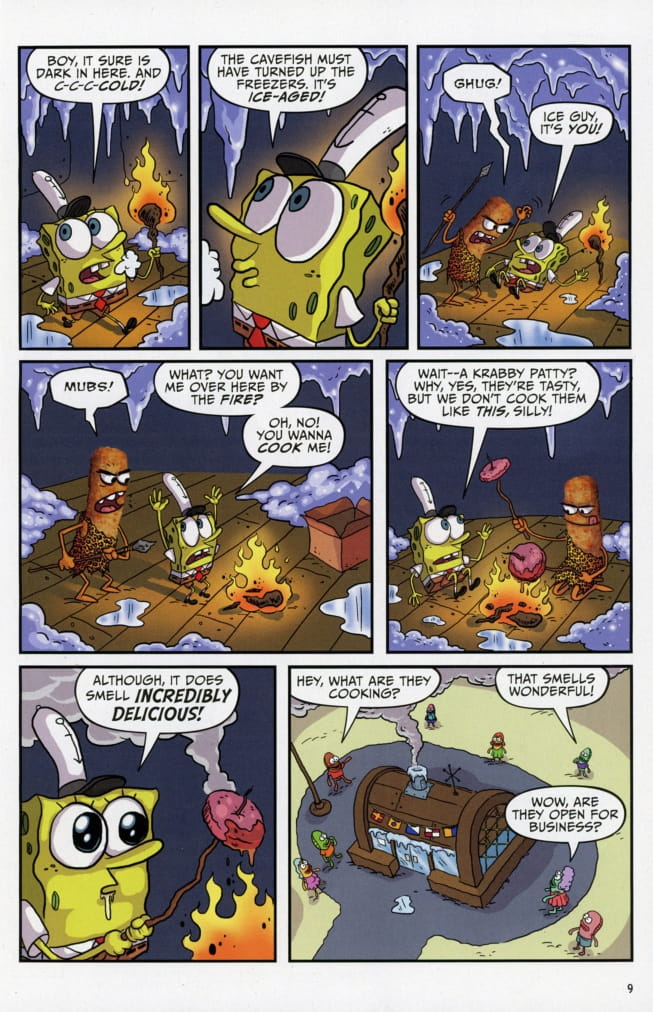 BOY, IT SURE IS
DARK IN HERE. AND
C-C-C-COLD!
THE CAVEFISH MUST
HAVE TURNED UP THE
FREEZERS. IT'S
ICE-AGED!
GHUG!
ICE GUY,
IT'S YOU!
MUBS!
WHAT? YOU WANT
ME OVER HERE BY
THE FIRE?
OH, NO!
YOU WANNA
COOK ME!
WAIT--A KRABBY PATTY?
WHY, YES, THEY'RE TASTY,
BUT WE DON'T COOK THEM
LIKE THIS, SILLY!
ALTHOUGH, IT DOES
SMELL INCREDIBLY
DELICIOUS!
HEY, WHAT ARE THEY
COOKING?
THAT SMELLS
WONDERFUL!
WOW, ARE
THEY OPEN FOR
BUSINESS?
9